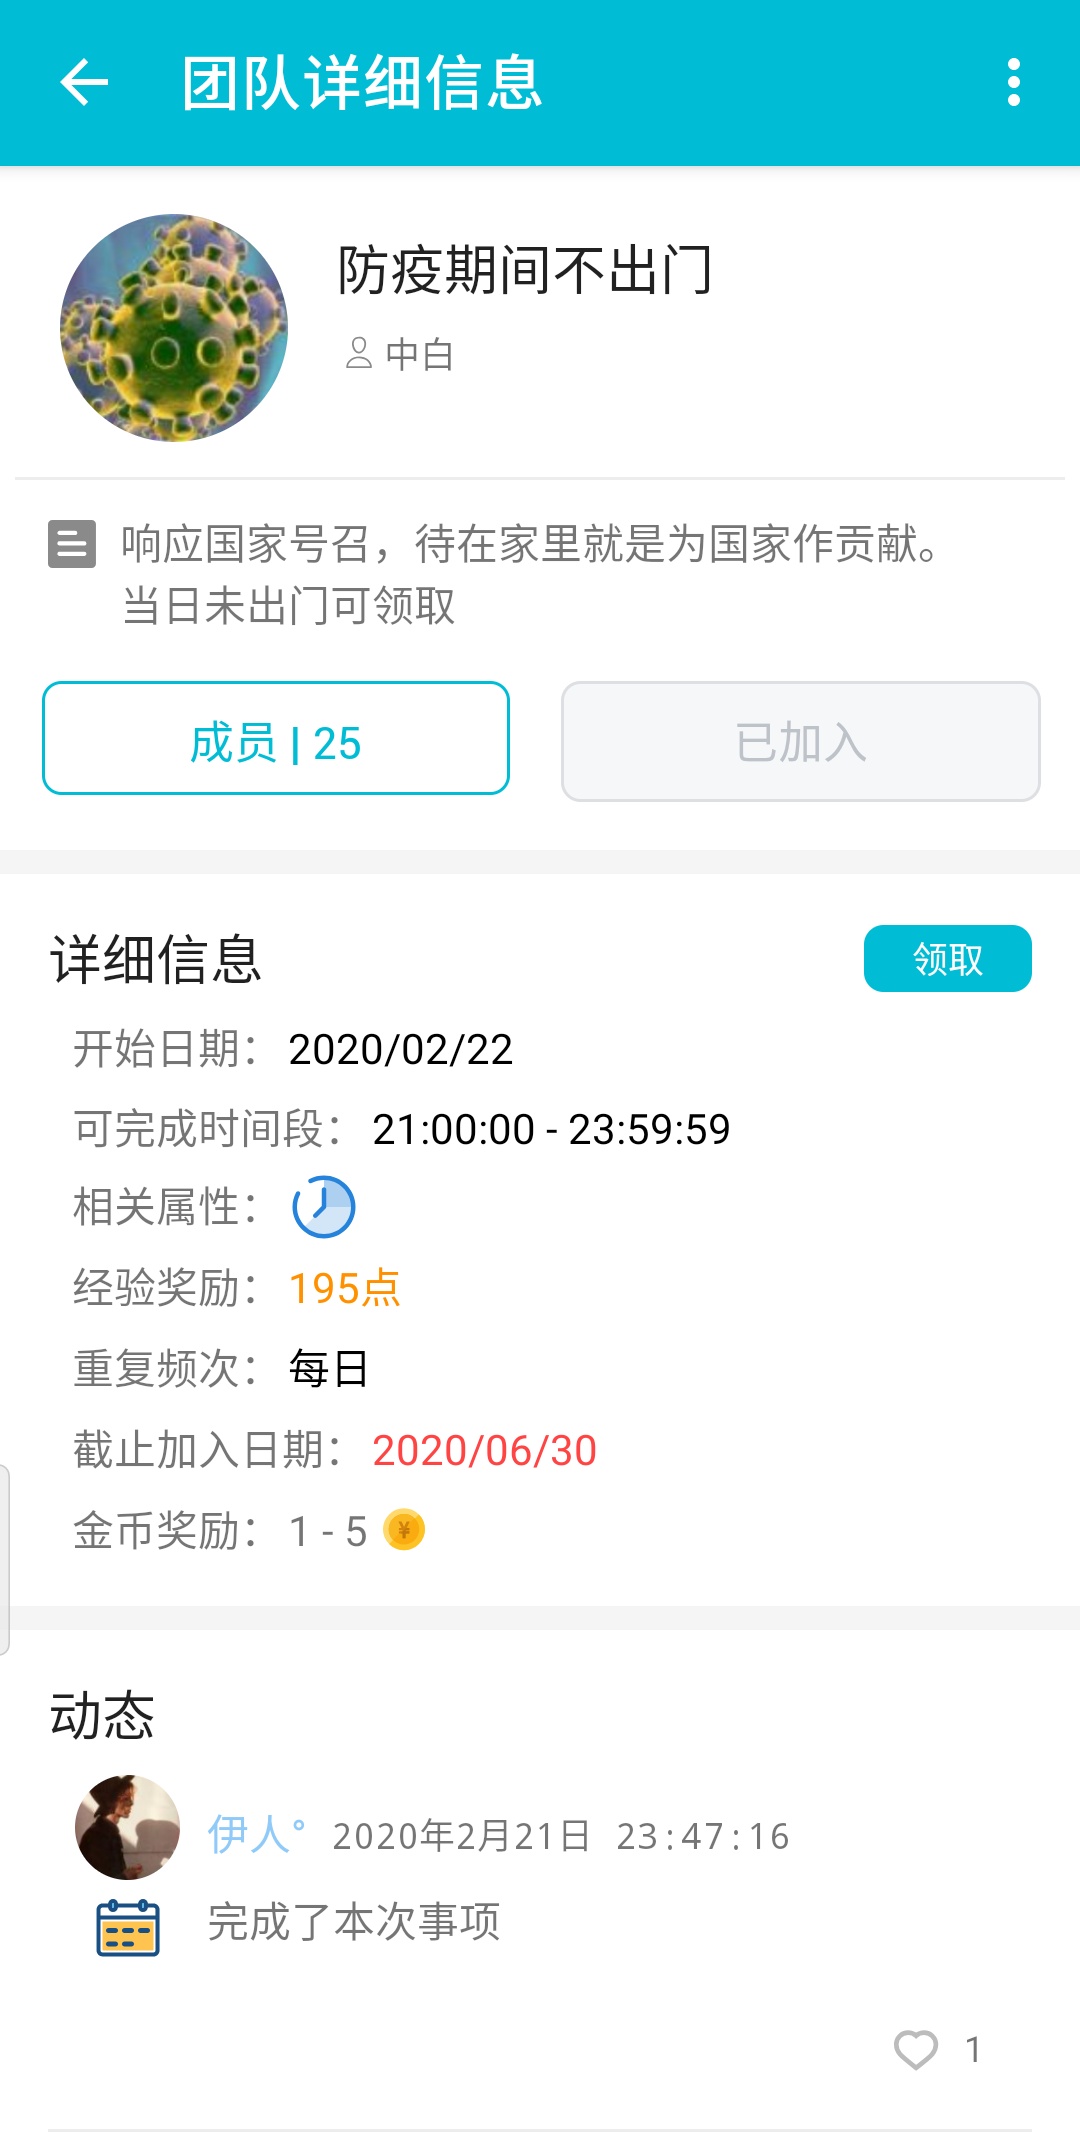 团队详细信息
防疫期间不出门
中白
响应国家号召，待在家里就是为国家作贡献。
当日未出门可领取
成员 | 25
已加入
详细信息
领取
开始日期： 2020/02/22
可完成时间段： 21:00:00 - 23:59:59
相关属性：
经验奖励： 195点
重复频次： 每日
截止加入日期： 2020/06/30
金币奖励： 1 - 5 ¥
动态
伊人° 2020年2月21日 23:47:16
完成了本次事项
1